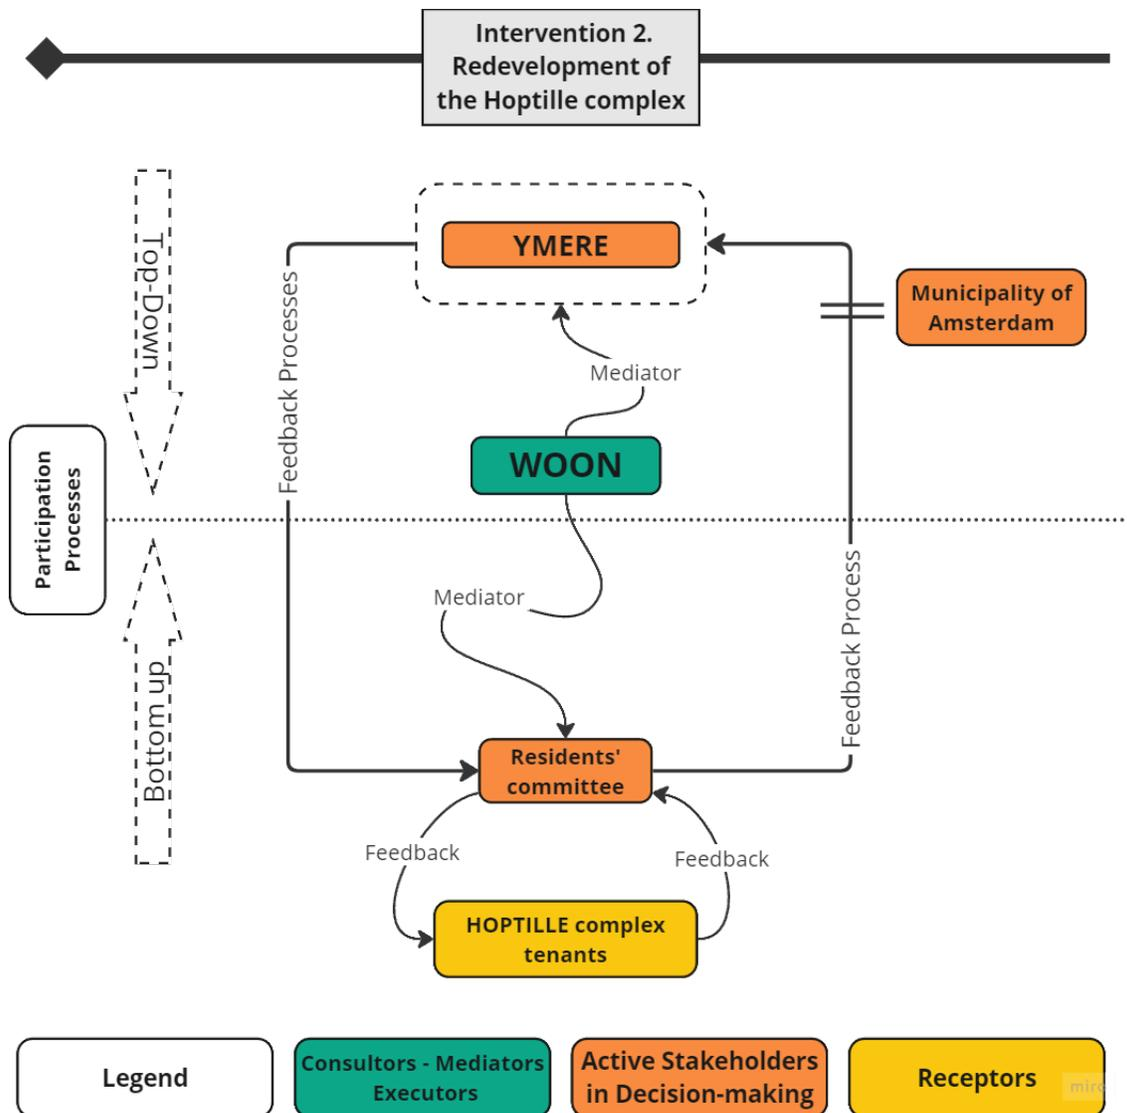 Intervention 2.
Redevelopment of
the Hoptille complex
Top-Down
YMERE
Feedback Processes
Municipality of
Amsterdam
Mediator
WOON
Participation
Processes
Mediator
Feedback Process
Bottom up
Residents'
committee
Feedback
Feedback
HOPTILLE complex
tenants
Legend
Consultors - Mediators
Executors
Active Stakeholders
in Decision-making
Receptors
miro